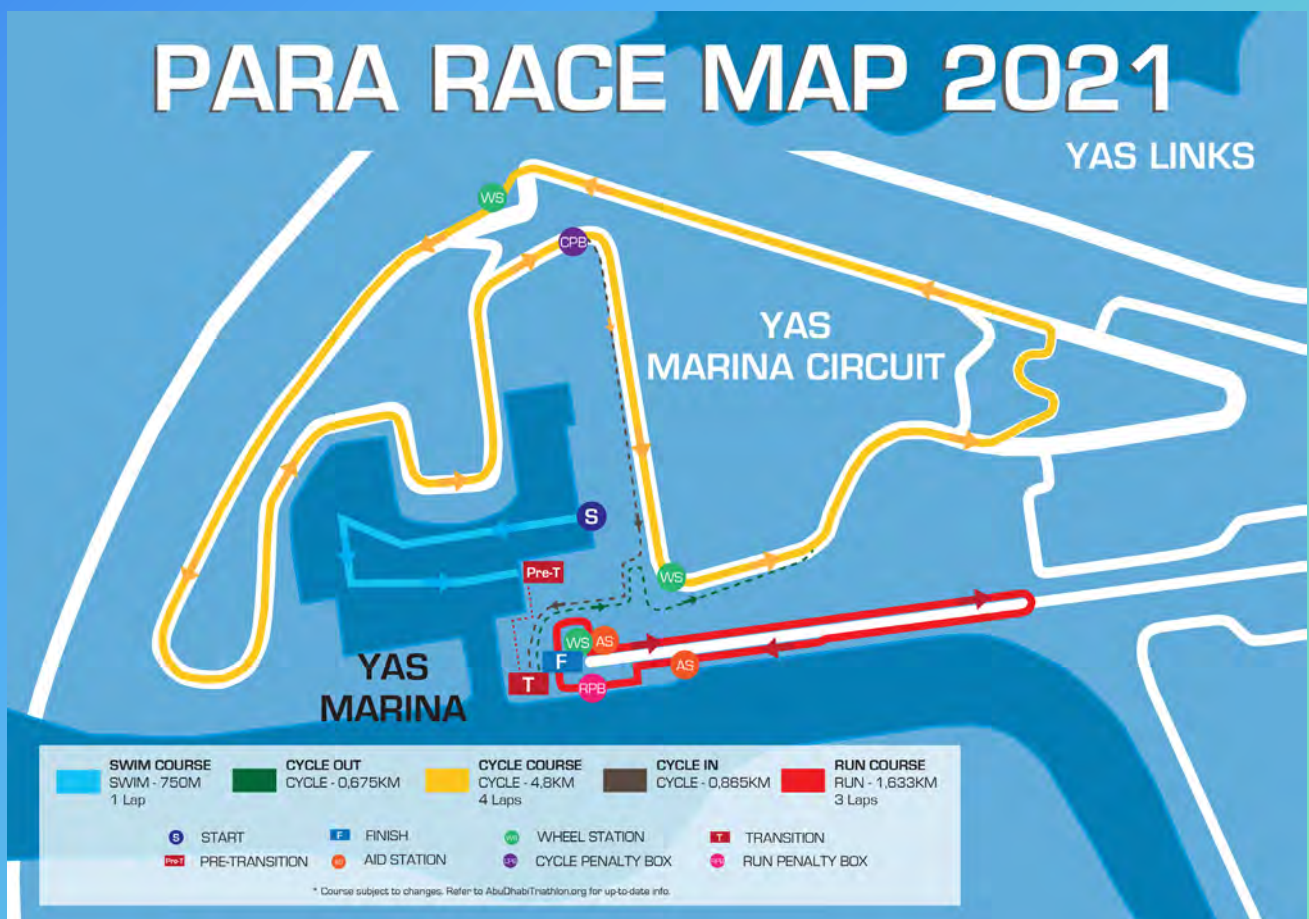 PARA RACE MAP 2021
YAS LINKS
WS
CPB
YAS
MARINA CIRCUIT
S
Pre-T
WS
WS
AS
F
AS
T
RPB
YAS
MARINA
SWIM COURSE
SWIM - 750M
1 Lap
CYCLE OUT
CYCLE - 0,675KM
CYCLE COURSE
CYCLE - 4,8KM
4 Laps
CYCLE IN
CYCLE - 0,865KM
RUN COURSE
RUN - 1,633KM
3 Laps
S START
F FINISH
WS WHEEL STATION
T TRANSITION
Pre-T PRE-TRANSITION
AS AID STATION
CPB CYCLE PENALTY BOX
RPB RUN PENALTY BOX
* Course subject to changes. Refer to AbuDhabiTriathlon.org for up-to-date info.